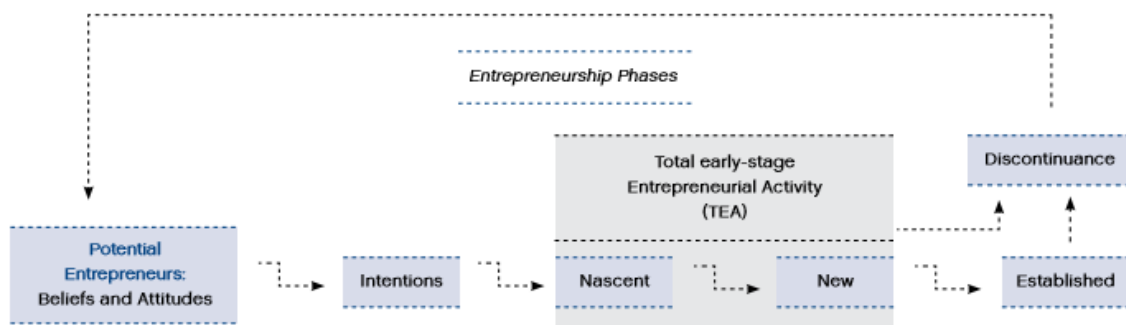 Entrepreneurship Phases
Total early-stage
Entrepreneurial Activity
(TEA)
Discontinuance
Potential
Entrepreneurs:
Beliefs and Attitudes
Intentions
Nascent
New
Established